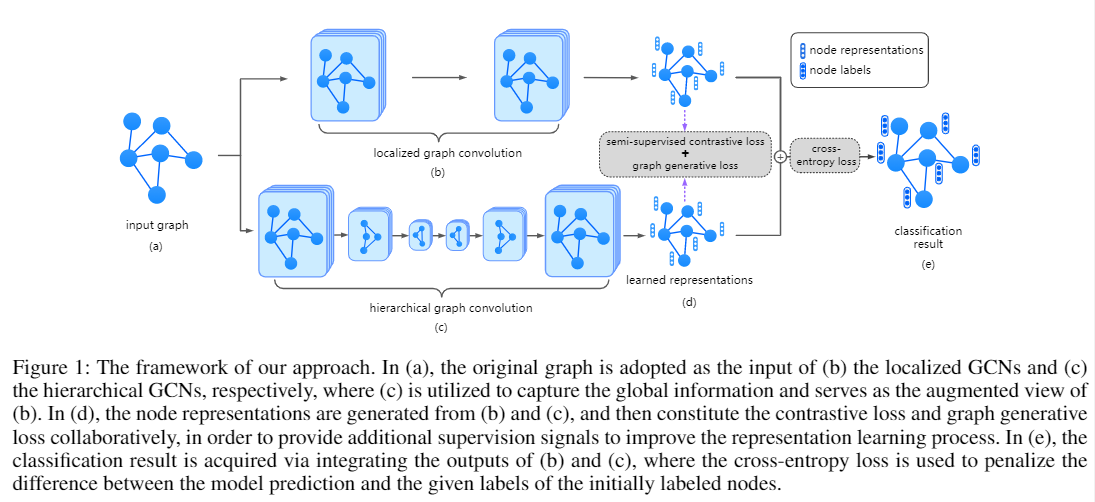 node representations
node labels
semi-supervised contrastive loss
+
graph generative loss
cross-
entropy loss
localized graph convolution
(b)
input graph
(a)
classification
result
(e)
learned representations
(d)
hierarchical graph convolution
(c)
Figure 1: The framework of our approach. In (a), the original graph is adopted as the input of (b) the localized GCNs and (c)
the hierarchical GCNs, respectively, where (c) is utilized to capture the global information and serves as the augmented view of
(b). In (d), the node representations are generated from (b) and (c), and then constitute the contrastive loss and graph generative
loss collaboratively, in order to provide additional supervision signals to improve the representation learning process. In (e), the
classification result is acquired via integrating the outputs of (b) and (c), where the cross-entropy loss is used to penalize the
difference between the model prediction and the given labels of the initially labeled nodes.